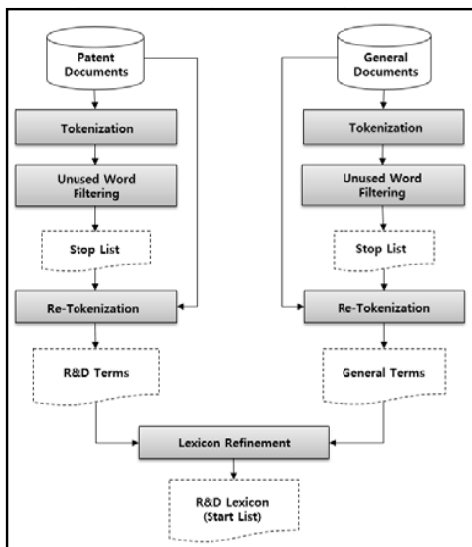 Patent
Documents
Tokenization
Unused Word
Filtering
Stop List
Re-Tokenization
R&D Terms
General
Documents
Tokenization
Unused Word
Filtering
Stop List
Re-Tokenization
General Terms
Lexicon Refinement
R&D Lexicon
(Start List)